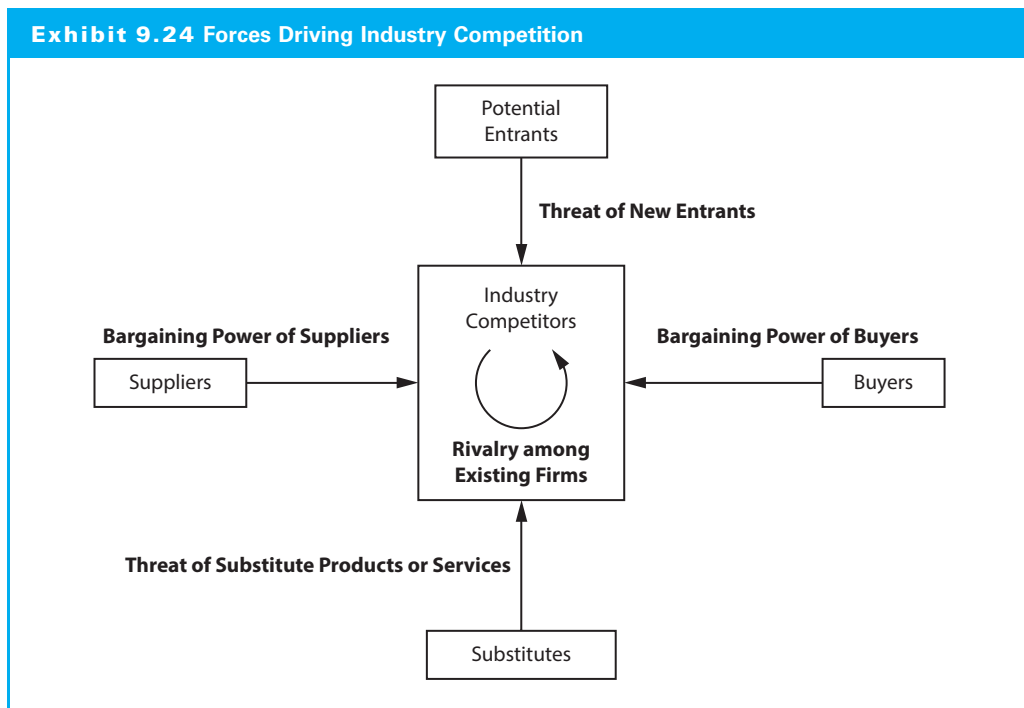 Exhibit 9.24 Forces Driving Industry Competition
Potential
Entrants
Threat of New Entrants
Industry
Competitors
Bargaining Power of Suppliers
Bargaining Power of Buyers
Suppliers
Buyers
Rivalry among
Existing Firms
Threat of Substitute Products or Services
Substitutes